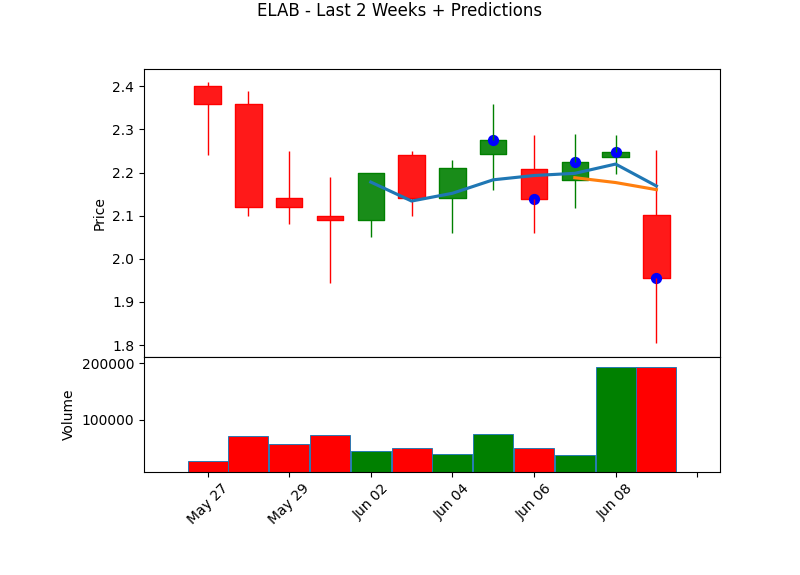 ELAB - Last 2 Weeks + Predictions
Price
2.4
2.3
2.2
2.1
2.0
1.9
1.8
Volume
200000
100000
May 27
May 29
Jun 02
Jun 04
Jun 06
Jun 08